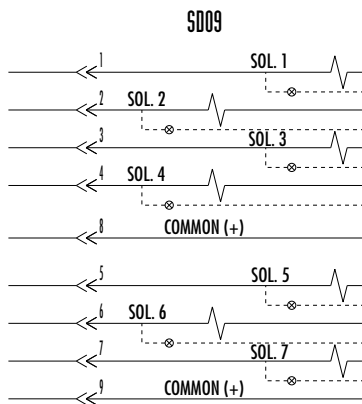 SD09
1 SOL. 1
2 SOL. 2
3 SOL. 3
4 SOL. 4
8 COMMON (+)
5 SOL. 5
6 SOL. 6
7 SOL. 7
9 COMMON (+)